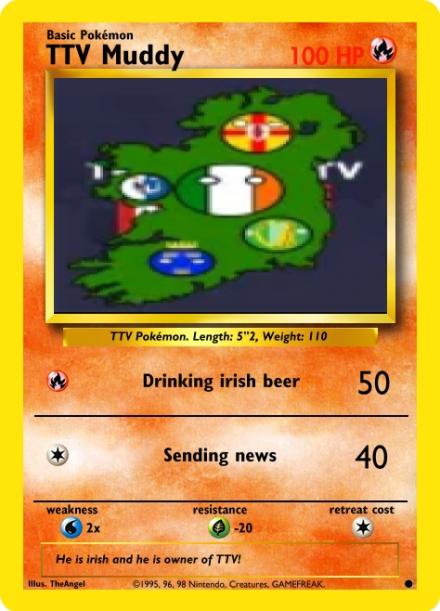 Basic Pokémon
TTV Muddy 100 HP
TV
TTV Pokémon. Length: 5"2, Weight: 110
Drinking irish beer 50
Sending news 40
weakness resistance retreat cost
2x -20
He is irish and he is owner of TTV!
Illus. TheAngel ©1995, 96, 98 Nintendo, Creatures, GAMEFREAK.